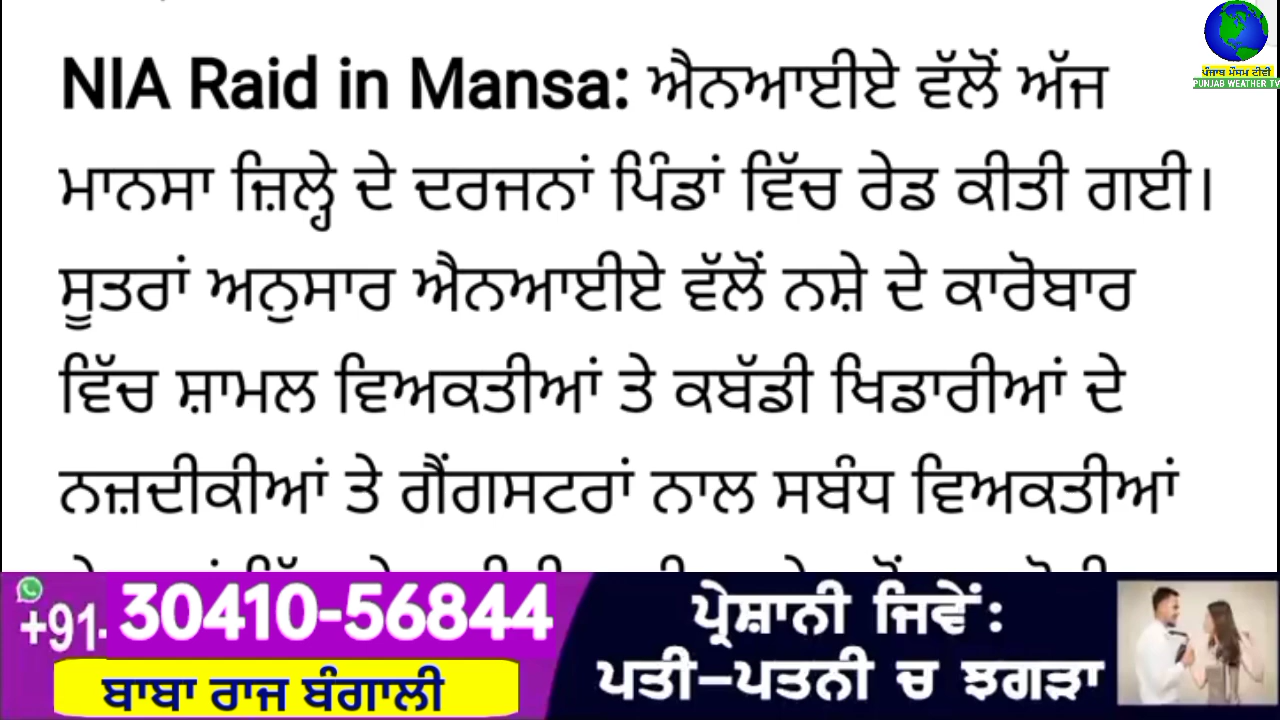 NIA Raid in Mansa: ਐਨਆਈਏ ਵੱਲੋਂ ਅੱਜ
ਮਾਨਸਾ ਜ਼ਿਲ੍ਹੇ ਦੇ ਦਰਜਨਾਂ ਪਿੰਡਾਂ ਵਿੱਚ ਰੇਡ ਕੀਤੀ ਗਈ।
ਸੂਤਰਾਂ ਅਨੁਸਾਰ ਐਨਆਈਏ ਵੱਲੋਂ ਨਸ਼ੇ ਦੇ ਕਾਰੋਬਾਰ
ਵਿੱਚ ਸ਼ਾਮਲ ਵਿਅਕਤੀਆਂ ਤੇ ਕਬੱਡੀ ਖਿਡਾਰੀਆਂ ਦੇ
ਨਜ਼ਦੀਕੀਆਂ ਤੇ ਗੈਂਗਸਟਰਾਂ ਨਾਲ ਸਬੰਧ ਵਿਅਕਤੀਆਂ
ਪੰਜਾਬ ਮੌਸਮ ਟੀਵੀ
PUNJAB WEATHER TV
+91- 30410-56844
ਬਾਬਾ ਰਾਜ ਬੰਗਾਲੀ
ਪ੍ਰੇਸ਼ਾਨੀ ਜਿਵੇਂ:
ਪਤੀ-ਪਤਨੀ ਚ ਝਗੜਾ